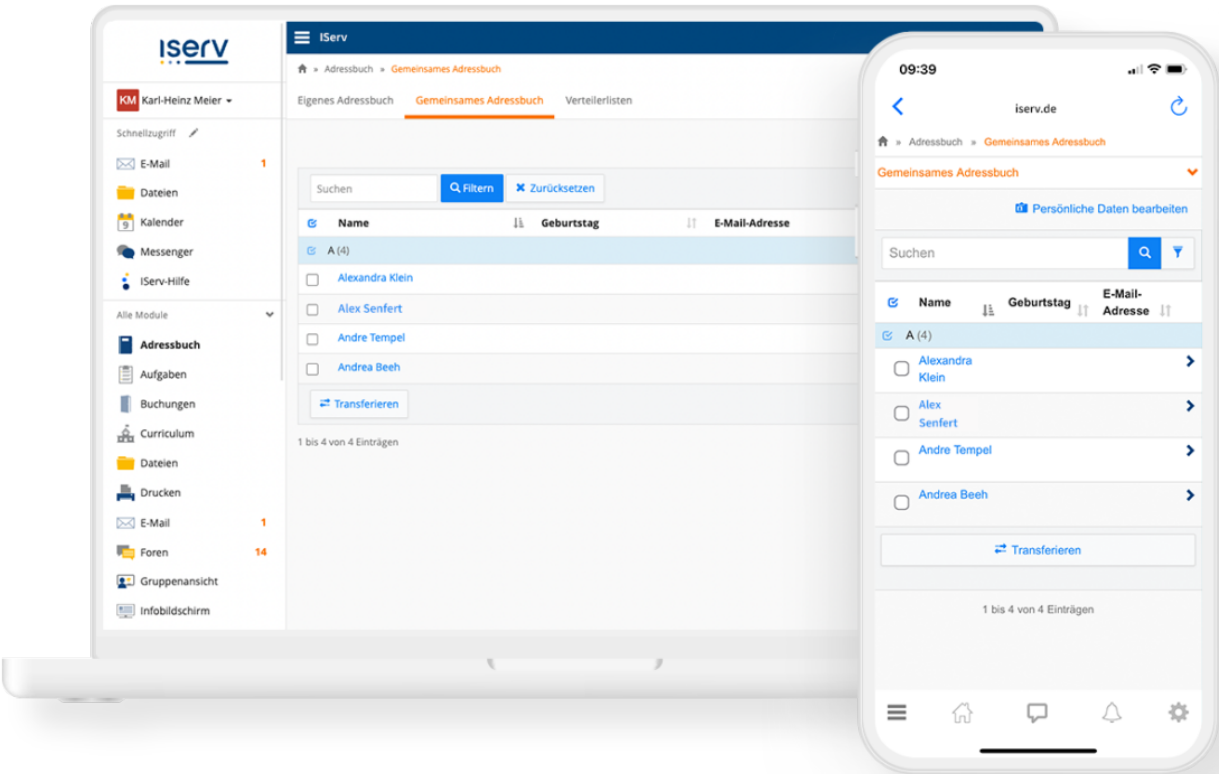 IServ
IServ
» Adressbuch » Gemeinsames Adressbuch
KM Karl-Heinz Meier
Eigenes Adressbuch Gemeinsames Adressbuch Verteilerlisten
Schnellzugriff
E-Mail 1
Dateien
9 Kalender
Messenger
IServ-Hilfe
Alle Module
Adressbuch
Aufgaben
Buchungen
Curriculum
Dateien
Drucken
E-Mail 1
Foren 14
Gruppenansicht
Infobildschirm
Suchen Filtern Zurücksetzen
Name Geburtstag E-Mail-Adresse
A (4)
Alexandra Klein
Alex Senfert
Andre Tempel
Andrea Beeh
Transferieren
1 bis 4 von 4 Einträgen
09:39
iserv.de
» Adressbuch » Gemeinsames Adressbuch
Gemeinsames Adressbuch
Persönliche Daten bearbeiten
Suchen
Name Geburtstag E-Mail-
Adresse
A (4)
Alexandra
Klein
Alex
Senfert
Andre Tempel
Andrea Beeh
Transferieren
1 bis 4 von 4 Einträgen